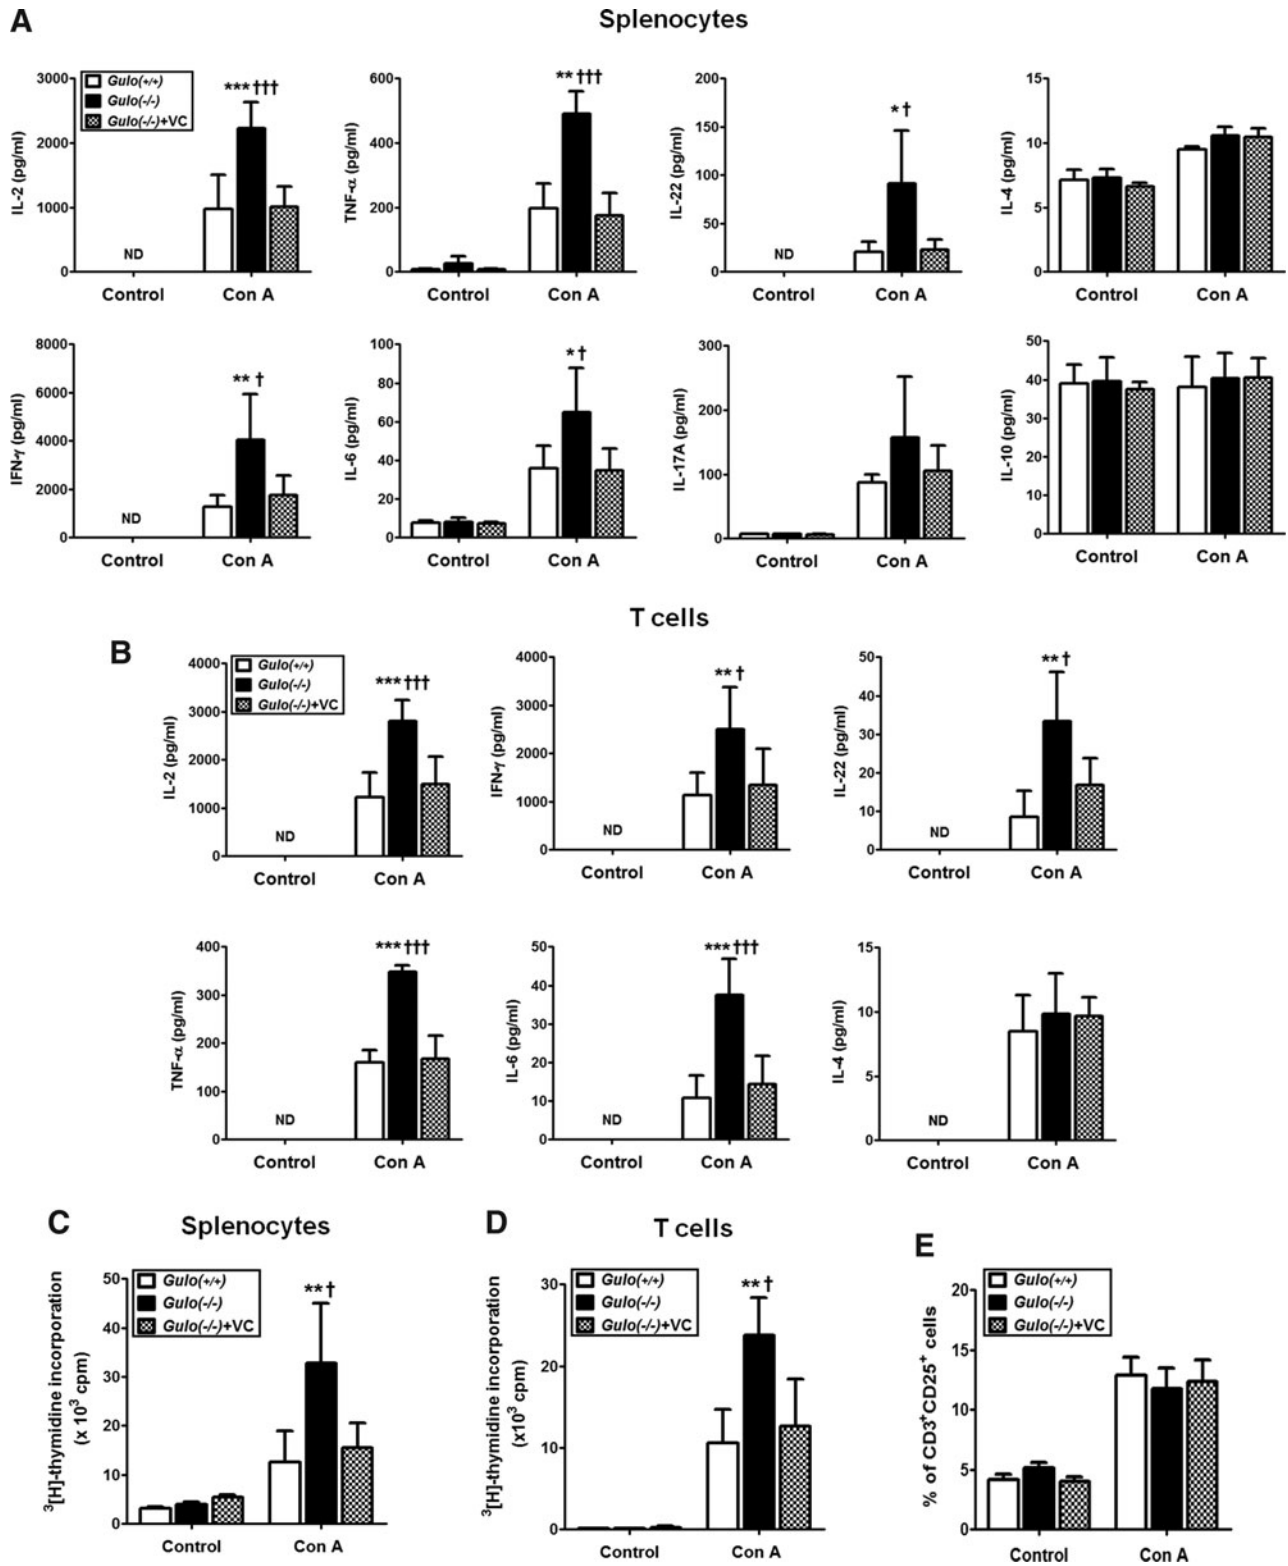 A
Splenocytes
IL-2 (pg/ml)
3000
2000
1000
0
Gulo(+/+)
Gulo(-/-)
Gulo(-/-)+VC
***†††
ND
Control
Con A
TNF-α (pg/ml)
600
400
200
0
**†††
Control
Con A
IL-22 (pg/ml)
200
150
100
50
0
*†
ND
Control
Con A
IL-4 (pg/ml)
15
10
5
0
Control
Con A
IFN-γ (pg/ml)
8000
6000
4000
2000
0
**†
ND
Control
Con A
IL-6 (pg/ml)
100
80
60
40
20
0
*†
Control
Con A
IL-17A (pg/ml)
300
200
100
0
Control
Con A
IL-10 (pg/ml)
50
40
30
20
10
0
Control
Con A
T cells
B
IL-2 (pg/ml)
4000
3000
2000
1000
0
Gulo(+/+)
Gulo(-/-)
Gulo(-/-)+VC
***†††
ND
Control
Con A
IFN-γ (pg/ml)
4000
3000
2000
1000
0
**†
ND
Control
Con A
IL-22 (pg/ml)
50
40
30
20
10
0
**†
ND
Control
Con A
TNF-α (pg/ml)
400
300
200
100
0
***†††
ND
Control
Con A
IL-6 (pg/ml)
50
40
30
20
10
0
***†††
ND
Control
Con A
IL-4 (pg/ml)
15
10
5
0
ND
Control
Con A
C
Splenocytes
³[H]-thymidine incorporation
(x 10³ cpm)
50
40
30
20
10
0
Gulo(+/+)
Gulo(-/-)
Gulo(-/-)+VC
**†
Control
Con A
D
T cells
³[H]-thymidine incorporation
(x10³ cpm)
30
20
10
0
Gulo(+/+)
Gulo(-/-)
Gulo(-/-)+VC
**†
Control
Con A
E
% of CD3⁺CD25⁺ cells
20
15
10
5
0
Gulo(+/+)
Gulo(-/-)
Gulo(-/-)+VC
Control
Con A